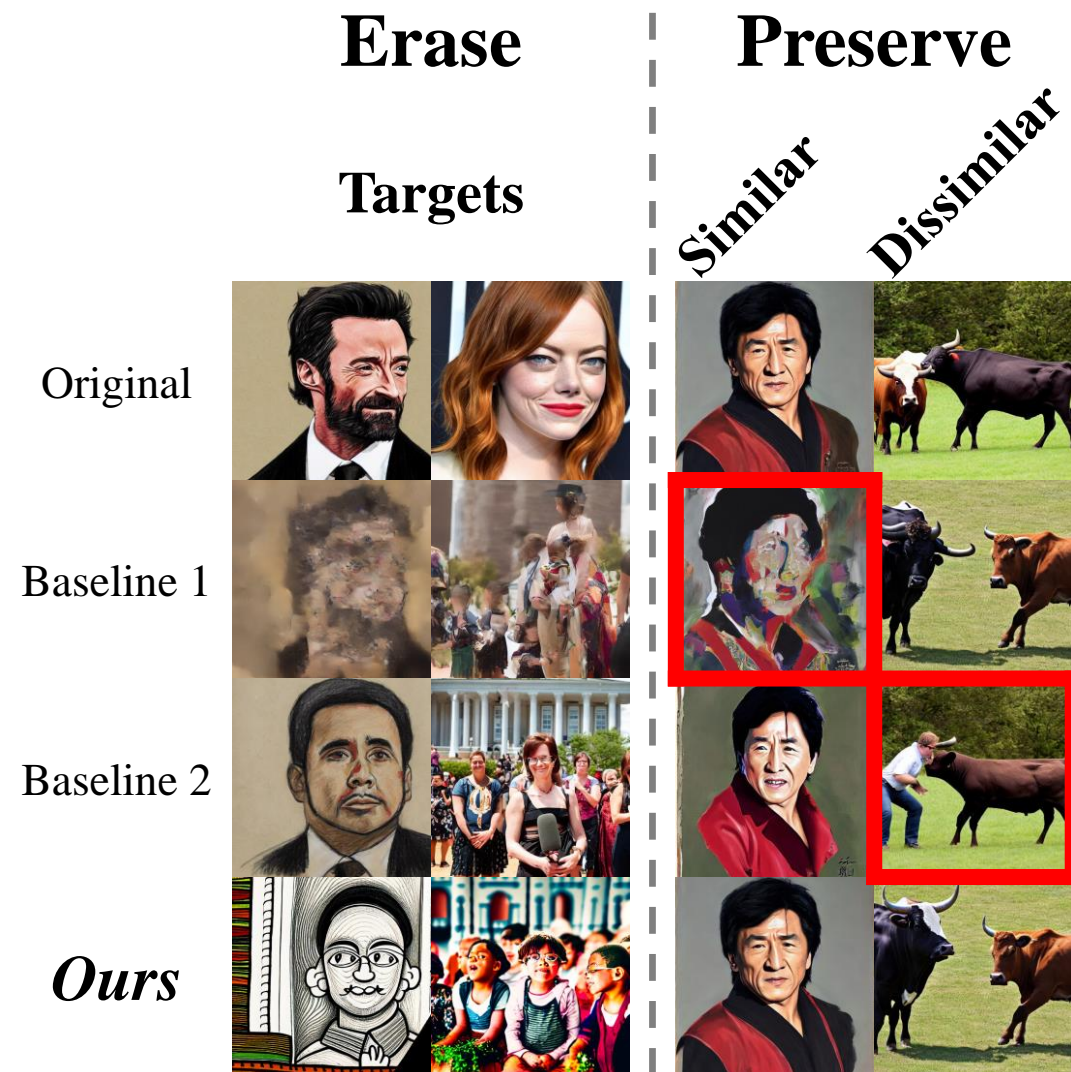 Erase
Preserve
Targets
Similar
Dissimilar
Original
Baseline 1
Baseline 2
Ours